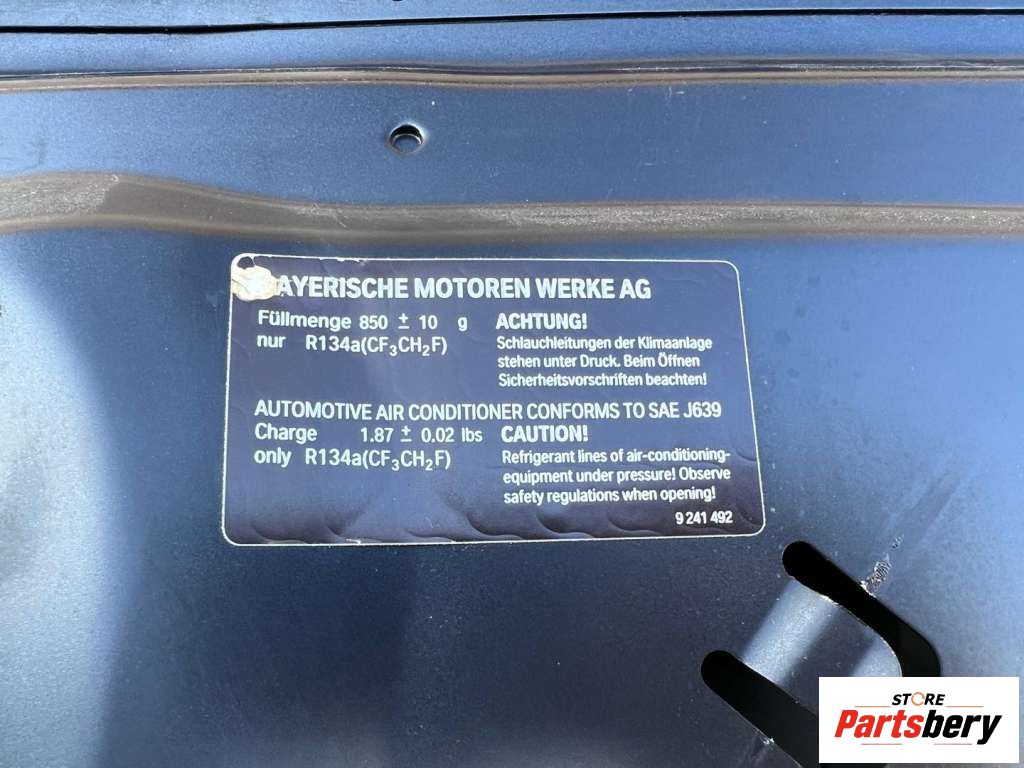 BAYERISCHE MOTOREN WERKE AG
Füllmenge 850 ± 10 g
nur R134a(CF₃CH₂F)
ACHTUNG!
Schlauchleitungen der Klimaanlage
stehen unter Druck. Beim Öffnen
Sicherheitsvorschriften beachten!
AUTOMOTIVE AIR CONDITIONER CONFORMS TO SAE J639
Charge 1.87 ± 0.02 lbs
only R134a(CF₃CH₂F)
CAUTION!
Refrigerant lines of air-conditioning-
equipment under pressure! Observe
safety regulations when opening!
9 241 492
STORE
Partsbery